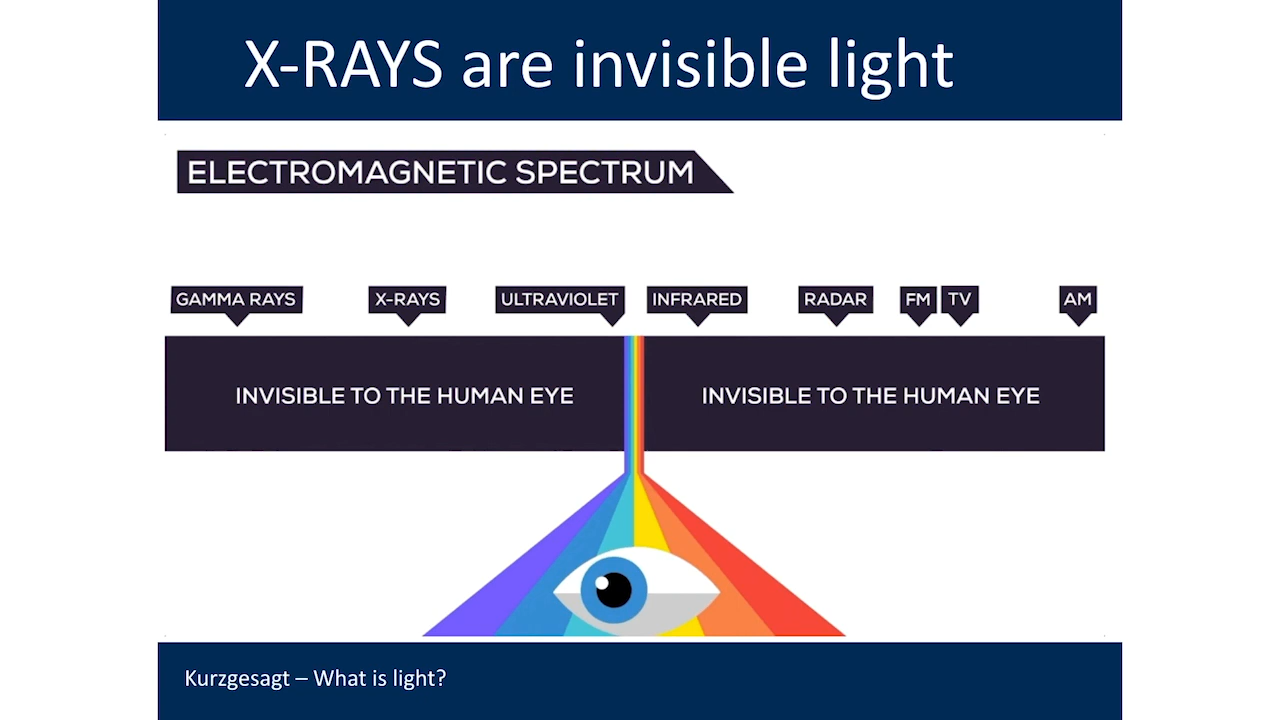 X-RAYS are invisible light
ELECTROMAGNETIC SPECTRUM
GAMMA RAYS X-RAYS ULTRAVIOLET INFRARED RADAR FM TV AM
INVISIBLE TO THE HUMAN EYE INVISIBLE TO THE HUMAN EYE
Kurzgesagt – What is light?